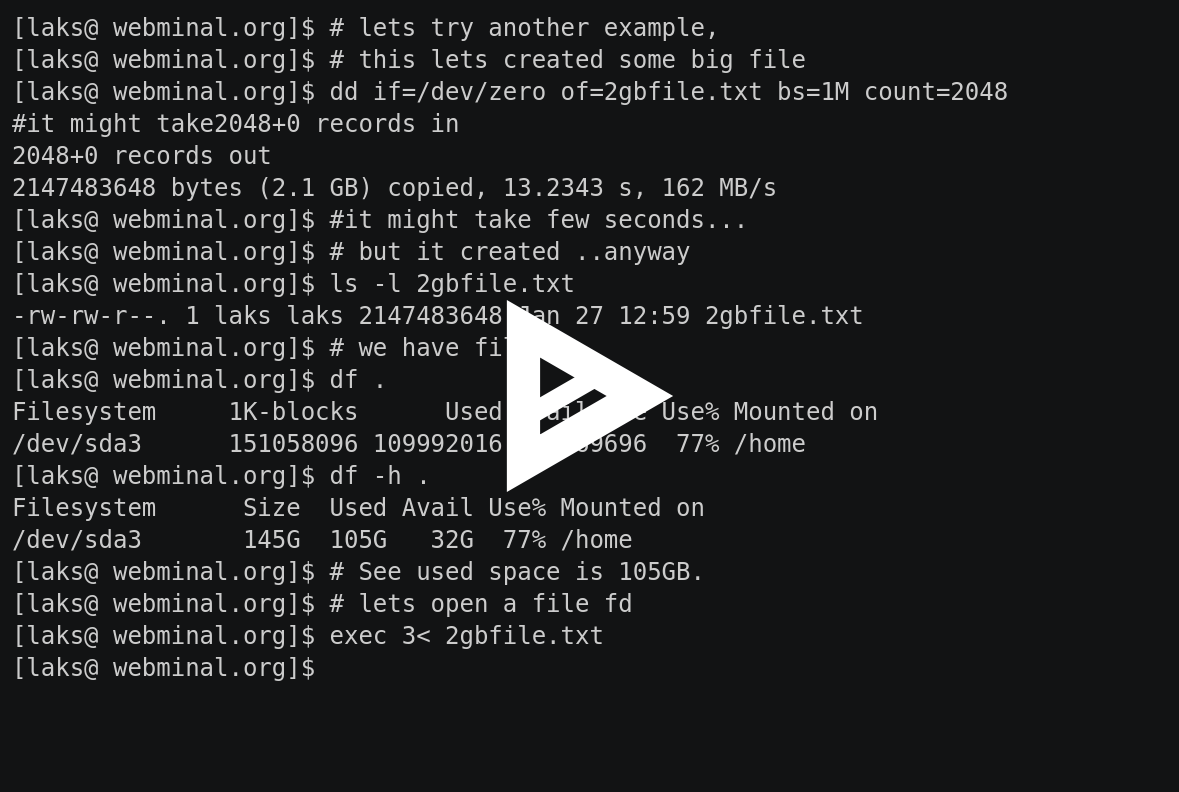 [laks@ webminal.org]$ # lets try another example,
[laks@ webminal.org]$ # this lets created some big file
[laks@ webminal.org]$ dd if=/dev/zero of=2gbfile.txt bs=1M count=2048
#it might take2048+0 records in
2048+0 records out
2147483648 bytes (2.1 GB) copied, 13.2343 s, 162 MB/s
[laks@ webminal.org]$ #it might take few seconds...
[laks@ webminal.org]$ # but it created ..anyway
[laks@ webminal.org]$ ls -l 2gbfile.txt
-rw-rw-r--. 1 laks laks 2147483648 Jan 27 12:59 2gbfile.txt
[laks@ webminal.org]$ # we have
[laks@ webminal.org]$ df .
Filesystem     1K-blocks      Used Available Use% Mounted on
/dev/sda3      151058096 109992016 77% /home
[laks@ webminal.org]$ df -h .
Filesystem      Size  Used Avail Use% Mounted on
/dev/sda3       145G  105G   32G  77% /home
[laks@ webminal.org]$ # See used space is 105GB.
[laks@ webminal.org]$ # lets open a file fd
[laks@ webminal.org]$ exec 3< 2gbfile.txt
[laks@ webminal.org]$